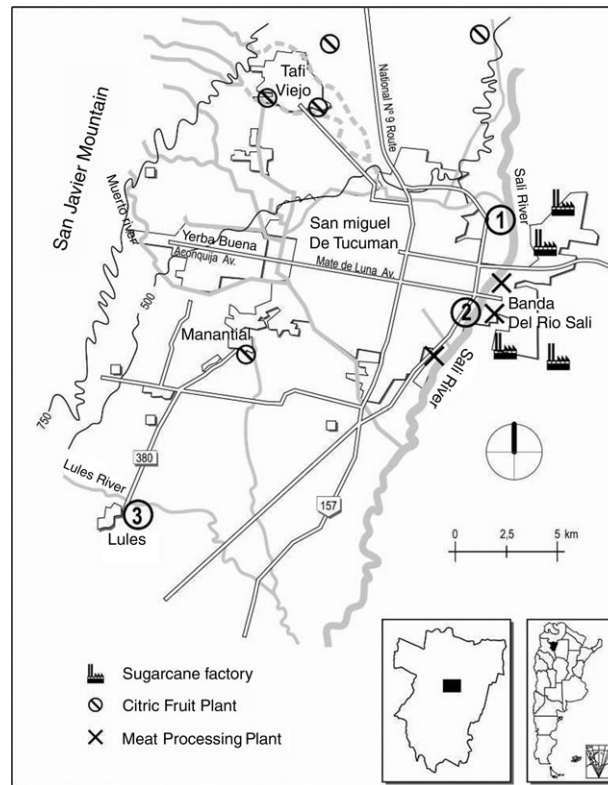 Tafi
Viejo
National Nº 9 Route
San Javier Mountain
Muerto river
Sali River
1
San miguel
De Tucuman
Yerba Buena
Aconquija Av.
Mate de Luna Av.
500
2
Banda
Del Rio Sali
Manantial
Sali River
750
380
Lules River
157
3
Lules
0 2,5 5 km
Sugarcane factory
Citric Fruit Plant
Meat Processing Plant